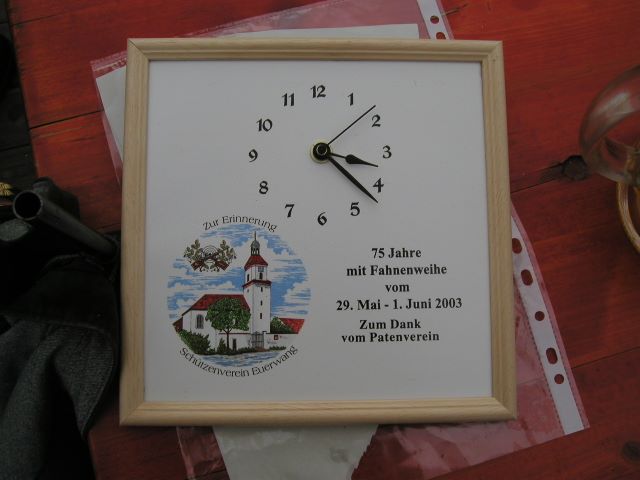 12
11 1
10 2
9 3
8 4
7 5
6
Zur Erinnerung
Schützenverein Euerwang
75 Jahre
mit Fahnenweihe
vom
29. Mai - 1. Juni 2003
Zum Dank
vom Patenverein